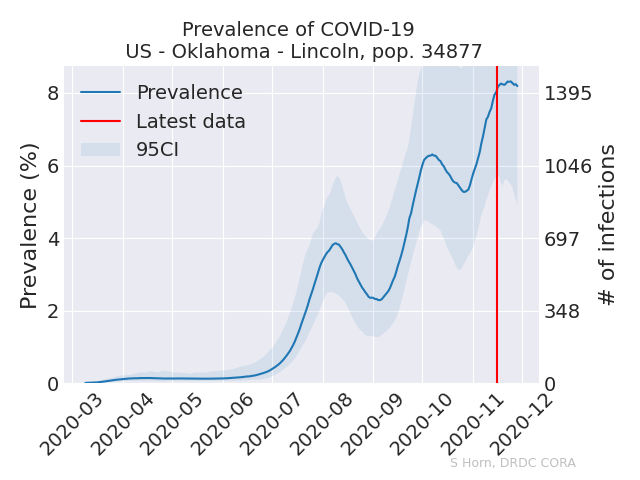 Prevalence of COVID-19
US - Oklahoma - Lincoln, pop. 34877
Prevalence
Latest data
95CI
Prevalence (%)
8
6
4
2
0
1395
1046
697
348
0
# of infections
2020-03
2020-04
2020-05
2020-06
2020-07
2020-08
2020-09
2020-10
2020-11
2020-12
S Horn, DRDC CORA